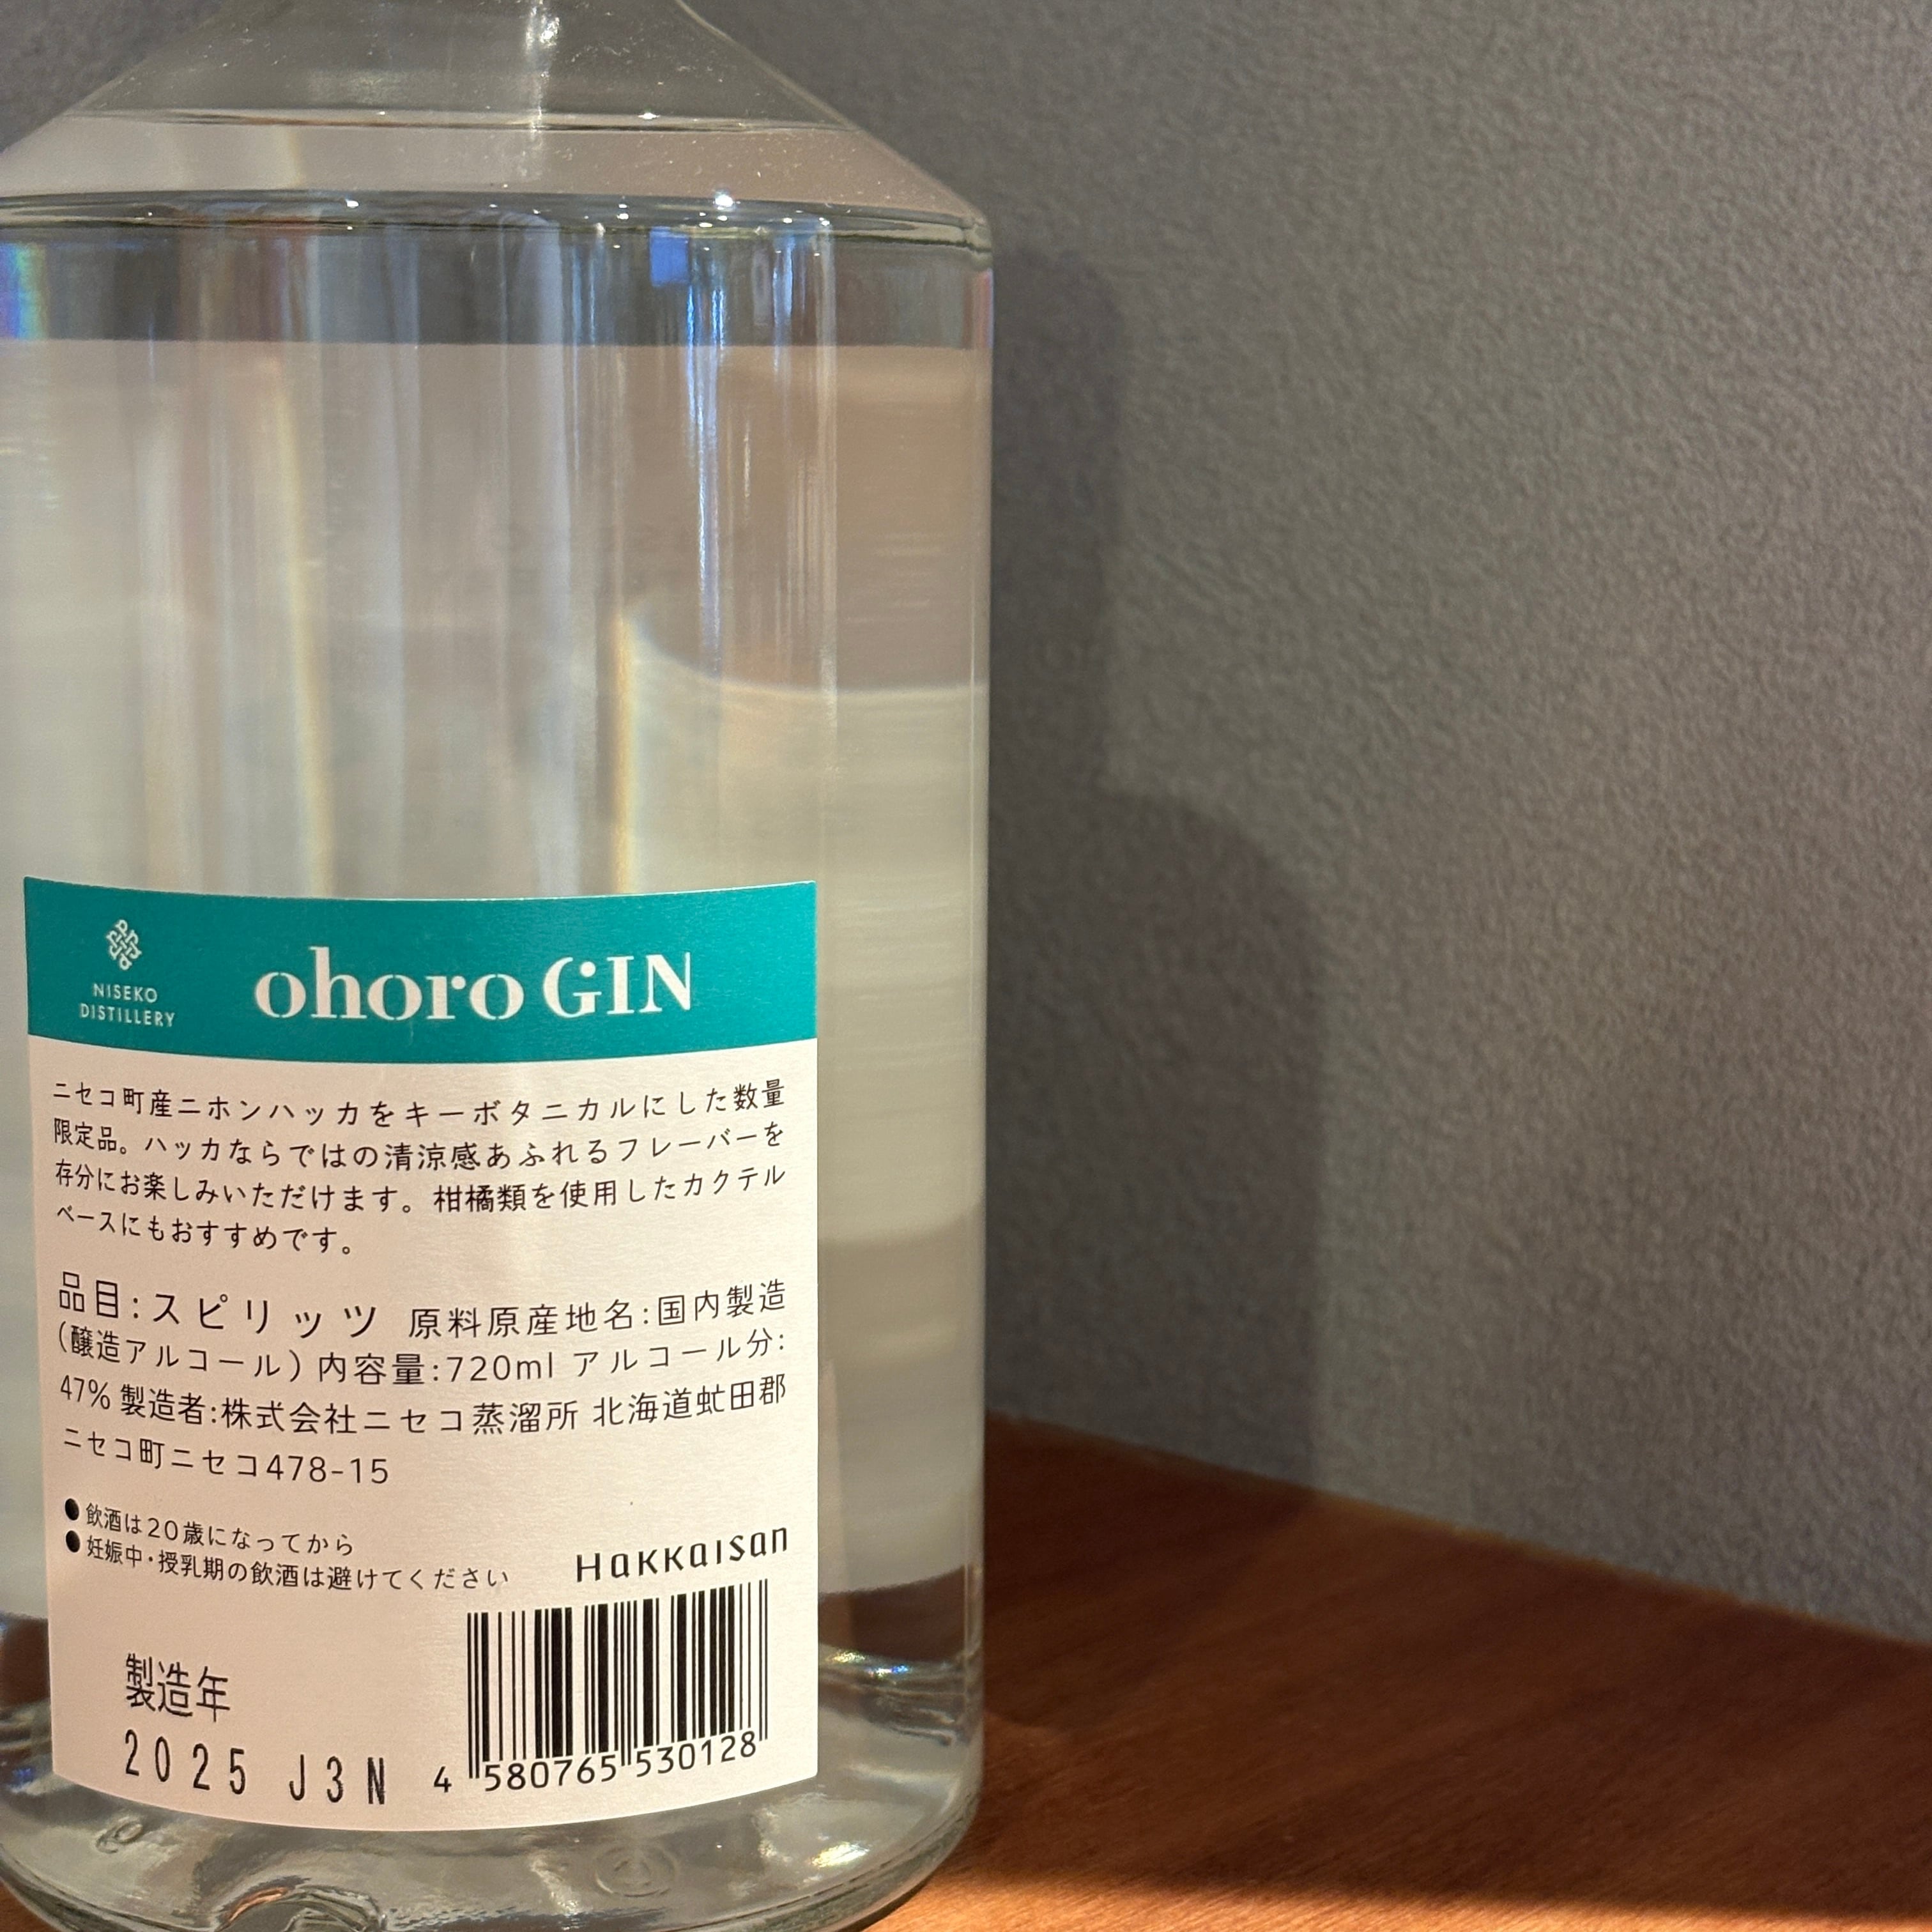 NISEKO
DISTILLERY
ohoro GIN
ニセコ町産ニホンハッカをキーボタニカルにした数量
限定品。ハッカならではの清涼感あふれるフレーバーを
存分にお楽しみいただけます。柑橘類を使用したカクテル
ベースにもおすすめです。
品目:スピリッツ 原料原産地名:国内製造
(醸造アルコール) 内容量:720ml アルコール分:
47% 製造者:株式会社ニセコ蒸溜所 北海道虻田郡
ニセコ町ニセコ478-15
●飲酒は20歳になってから
●妊娠中・授乳期の飲酒は避けてください
Hakkaisan
製造年
2025 J3N
4 580765 530128